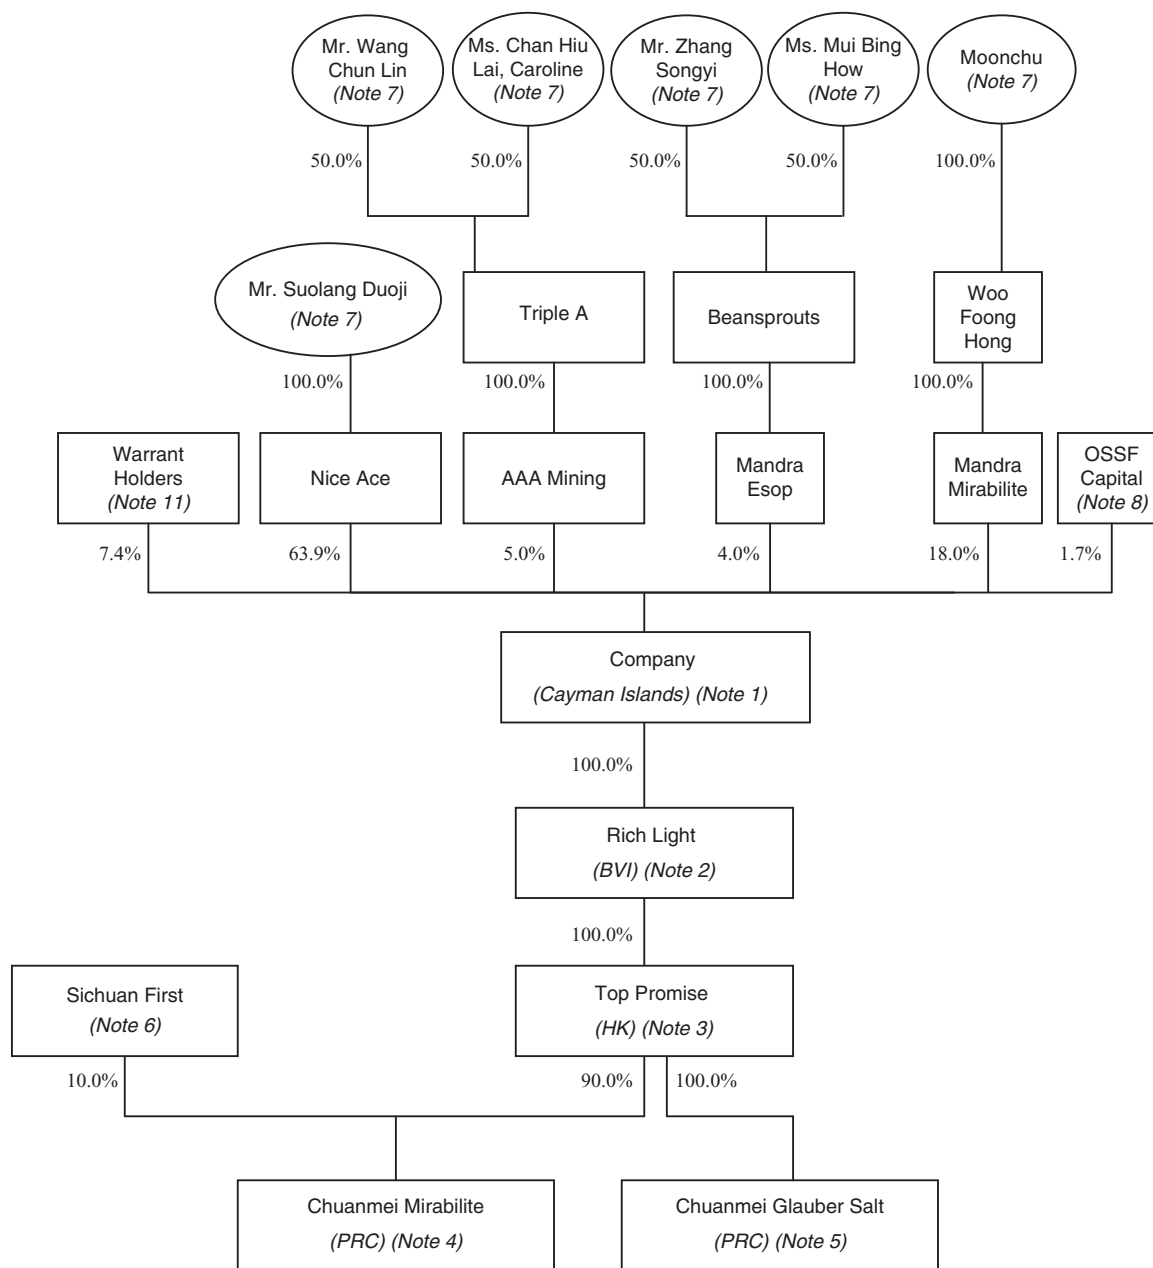 Mr. Wang
Chun Lin
(Note 7)
Ms. Chan Hiu
Lai, Caroline
(Note 7)
Mr. Zhang
Songyi
(Note 7)
Ms. Mui Bing
How
(Note 7)
Moonchu
(Note 7)
50.0%
50.0%
50.0%
50.0%
100.0%
Mr. Suolang Duoji
(Note 7)
Triple A
Beansprouts
Woo
Foong
Hong
100.0%
100.0%
100.0%
100.0%
Warrant
Holders
(Note 11)
Nice Ace
AAA Mining
Mandra
Esop
Mandra
Mirabilite
OSSF
Capital
(Note 8)
7.4%
63.9%
5.0%
4.0%
18.0%
1.7%
Company
(Cayman Islands) (Note 1)
100.0%
Rich Light
(BVI) (Note 2)
100.0%
Sichuan First
(Note 6)
Top Promise
(HK) (Note 3)
10.0%
90.0%
100.0%
Chuanmei Mirabilite
(PRC) (Note 4)
Chuanmei Glauber Salt
(PRC) (Note 5)